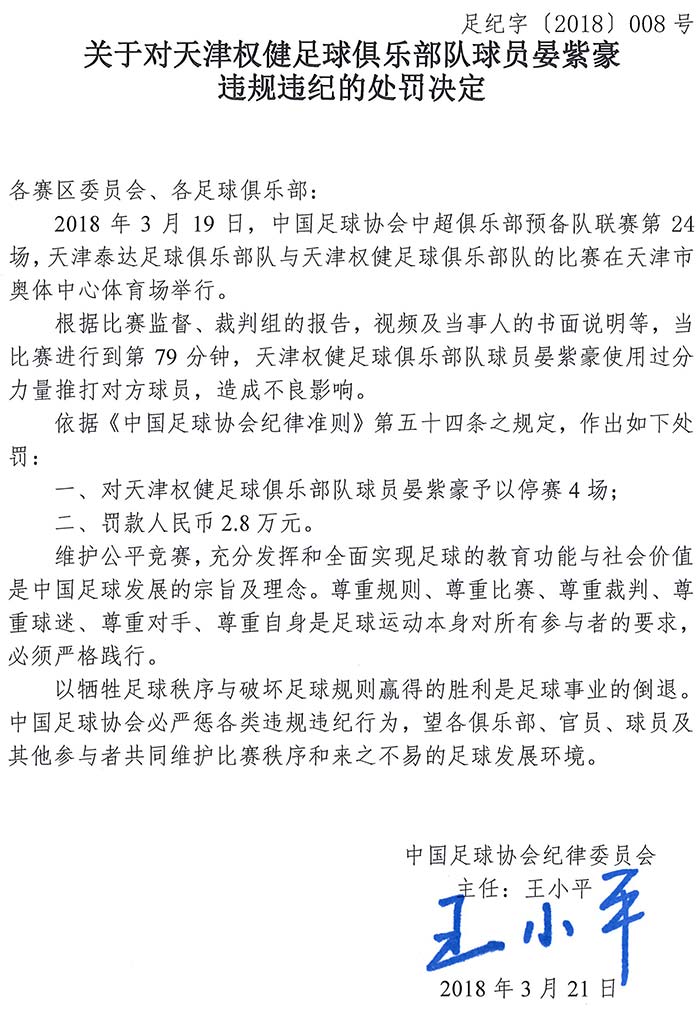 足纪字〔2018〕008 号
关于对天津权健足球俱乐部队球员晏紫豪
违规违纪的处罚决定
各赛区委员会、各足球俱乐部：
2018 年 3 月 19 日，中国足球协会中超俱乐部预备队联赛第 24
场，天津泰达足球俱乐部队与天津权健足球俱乐部队的比赛在天津市
奥体中心体育场举行。
根据比赛监督、裁判组的报告，视频及当事人的书面说明等，当
比赛进行到第 79 分钟，天津权健足球俱乐部队球员晏紫豪使用过分
力量推打对方球员，造成不良影响。
依据《中国足球协会纪律准则》第五十四条之规定，作出如下处
罚：
一、对天津权健足球俱乐部队球员晏紫豪予以停赛 4 场；
二、罚款人民币 2.8 万元。
维护公平竞赛，充分发挥和全面实现足球的教育功能与社会价值
是中国足球发展的宗旨及理念。尊重规则、尊重比赛、尊重裁判、尊
重球迷、尊重对手、尊重自身是足球运动本身对所有参与者的要求，
必须严格践行。
以牺牲足球秩序与破坏足球规则赢得的胜利是足球事业的倒退。
中国足球协会必严惩各类违规违纪行为，望各俱乐部、官员、球员及
其他参与者共同维护比赛秩序和来之不易的足球发展环境。
中国足球协会纪律委员会
主任：王小平
王小平
2018 年 3 月 21 日